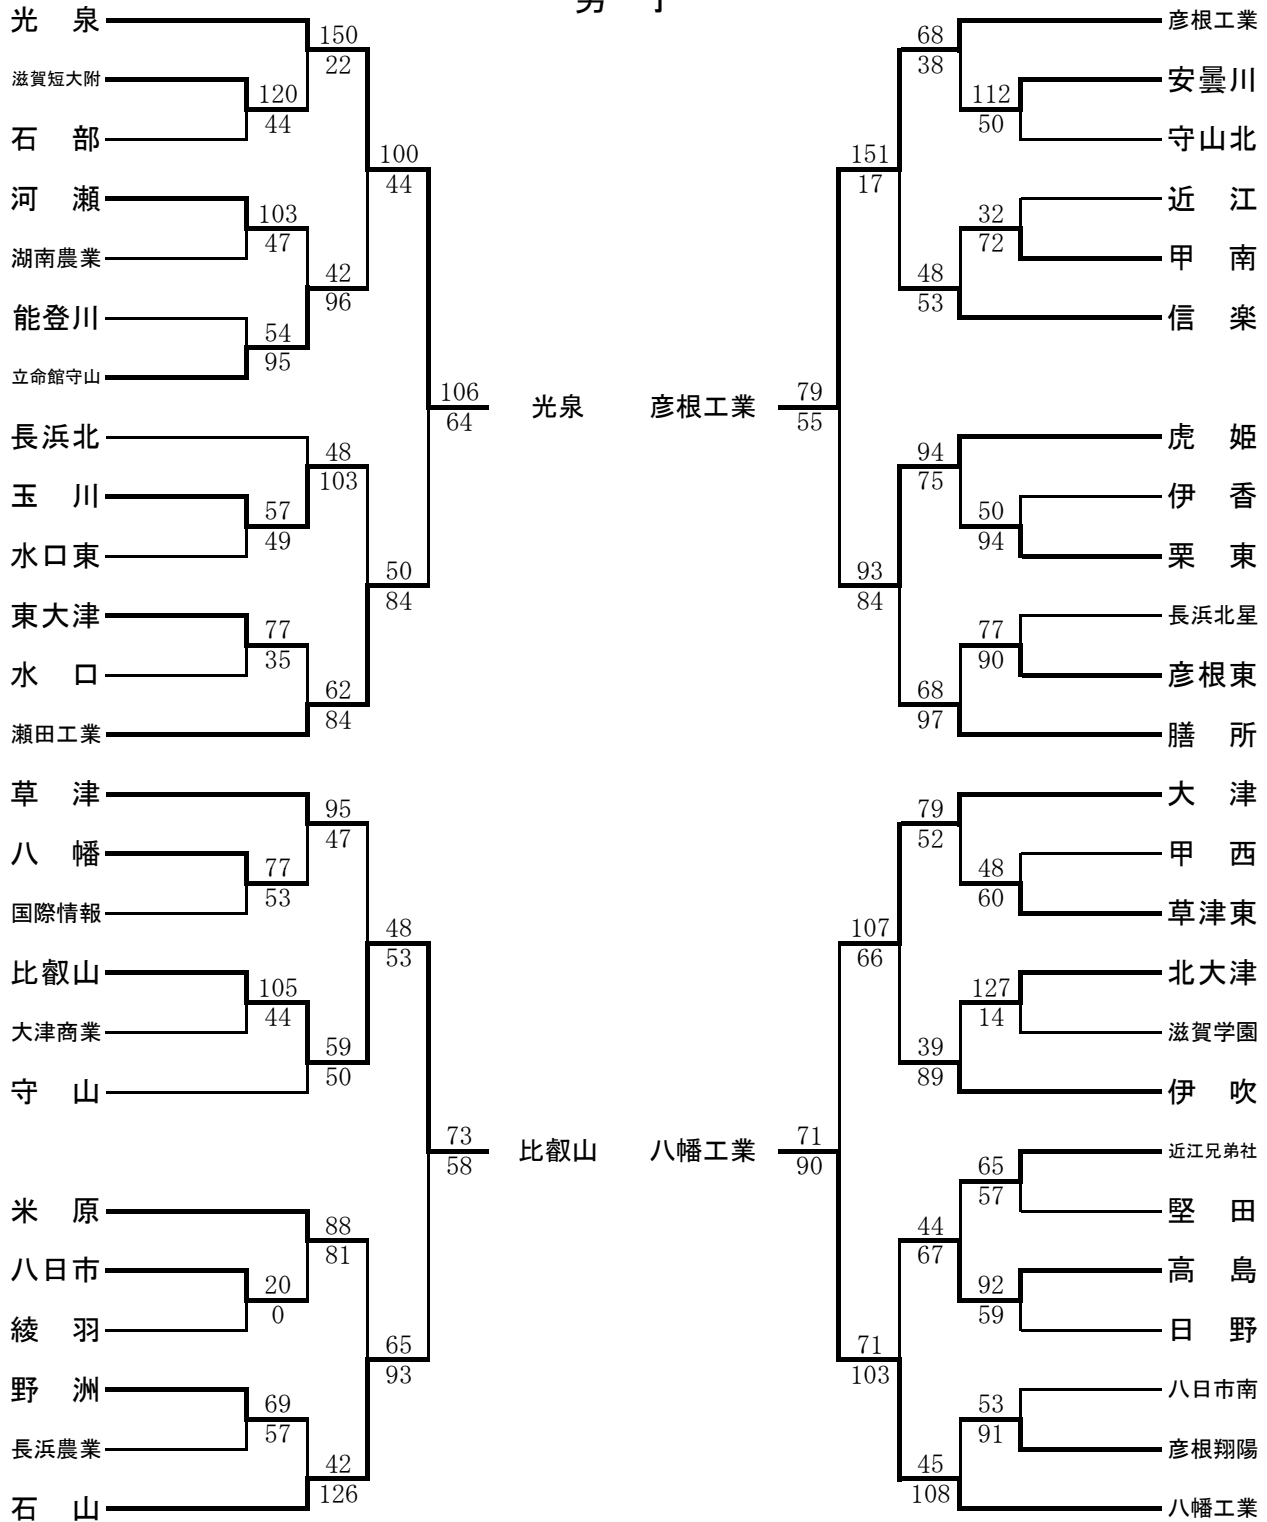 男 子
光 泉
150
22
滋賀短大附
120
44
石 部
100
44
河 瀬
103
47
湖南農業
42
96
能登川
54
95
立命館守山
106
64
光泉
長浜北
48
103
玉 川
57
49
水口東
50
84
東大津
77
35
水 口
62
84
瀬田工業
草 津
95
47
八 幡
77
53
国際情報
48
53
比叡山
105
44
大津商業
59
50
守 山
73
58
比叡山
米 原
88
81
八日市
20
0
綾 羽
65
93
野 洲
69
57
長浜農業
42
126
石 山
彦根工業
68
38
安曇川
112
50
守山北
151
17
近 江
32
72
甲 南
48
53
信 楽
彦根工業
79
55
虎 姫
94
75
伊 香
50
94
栗 東
93
84
長浜北星
77
90
彦根東
68
97
膳 所
大 津
79
52
甲 西
48
60
草津東
107
66
北大津
127
14
滋賀学園
39
89
伊 吹
八幡工業
71
90
近江兄弟社
65
57
堅 田
44
67
高 島
92
59
日 野
71
103
八日市南
53
91
彦根翔陽
45
108
八幡工業